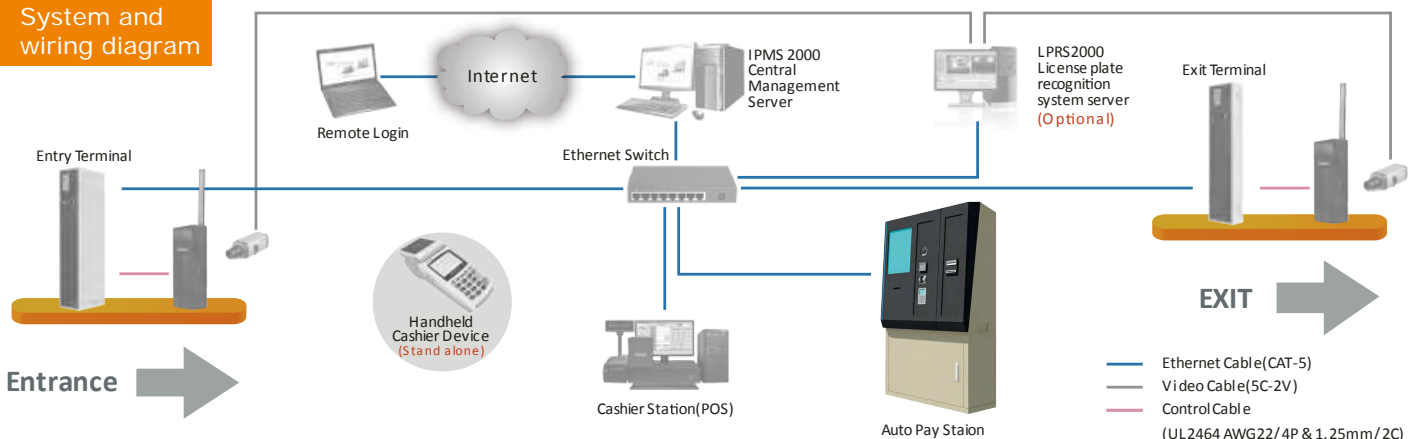 System and
wiring diagram
Internet
IPMS 2000
Central
Management
Server
LPRS2000
License plate
recognition
system server
(Optional)
Exit Terminal
Remote Login
Entry Terminal
Ethernet Switch
Handheld
Cashier Device
(Stand alone)
EXIT
Entrance
Cashier Station(POS)
Auto Pay Staion
Ethernet Cable(CAT-5)
Video Cable(5C-2V)
Control Cable
(UL2464 AWG22/4P & 1.25mm/2C)